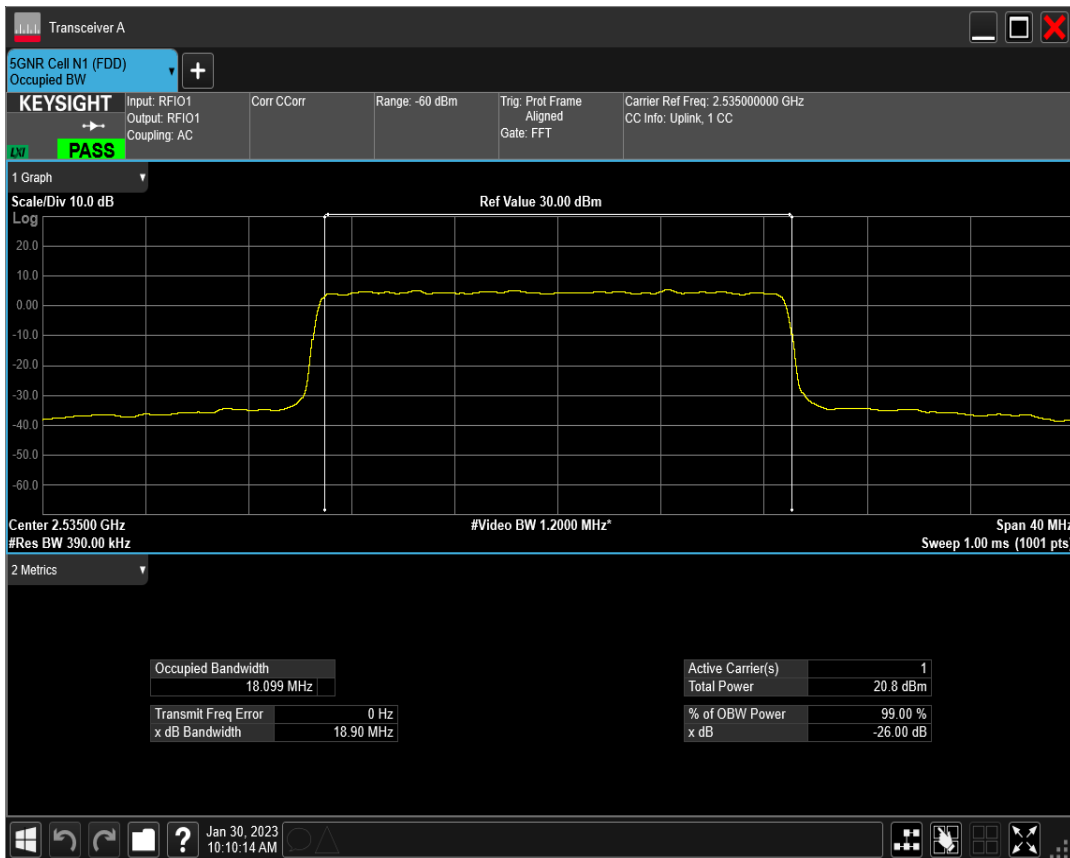 Transceiver A
5GNR Cell N1 (FDD)
Occupied BW
KEYSIGHT
LXI
PASS
Input: RFIO1
Output: RFIO1
Coupling: AC
Corr CCorr
Range: -60 dBm
Trig: Prot Frame
Aligned
Gate: FFT
Carrier Ref Freq: 2.535000000 GHz
CC Info: Uplink, 1 CC
1 Graph
Scale/Div 10.0 dB
Ref Value 30.00 dBm
Log
20.0
10.0
0.00
-10.0
-20.0
-30.0
-40.0
-50.0
-60.0
Center 2.53500 GHz
#Video BW 1.2000 MHz*
Span 40 MHz
#Res BW 390.00 kHz
Sweep 1.00 ms (1001 pts)
2 Metrics
Occupied Bandwidth
18.099 MHz
Transmit Freq Error 0 Hz
x dB Bandwidth 18.90 MHz
Active Carrier(s) 1
Total Power 20.8 dBm
% of OBW Power 99.00 %
x dB -26.00 dB
?
Jan 30, 2023
10:10:14 AM